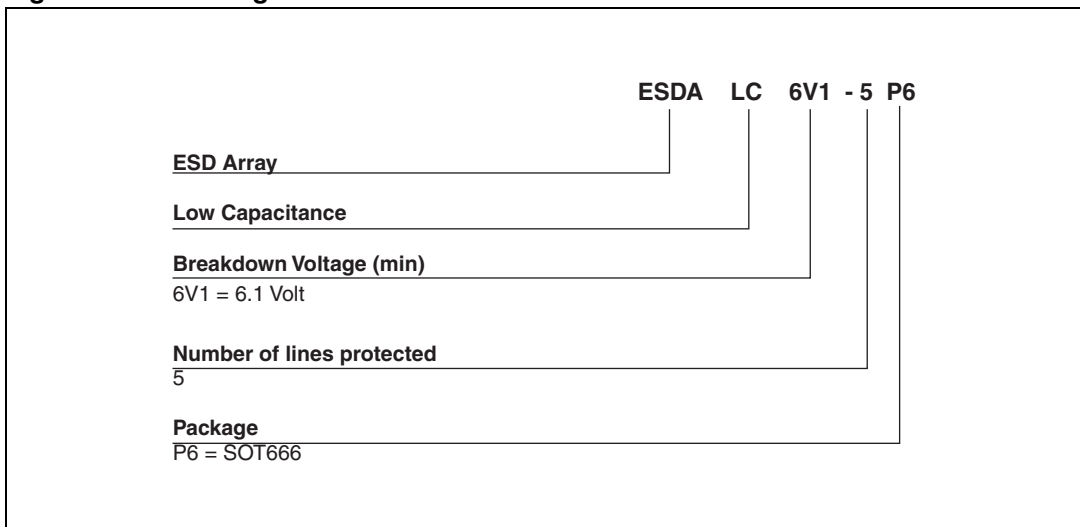 ESDA LC 6V1 - 5 P6
ESD Array
Low Capacitance
Breakdown Voltage (min)
6V1 = 6.1 Volt
Number of lines protected
5
Package
P6 = SOT666